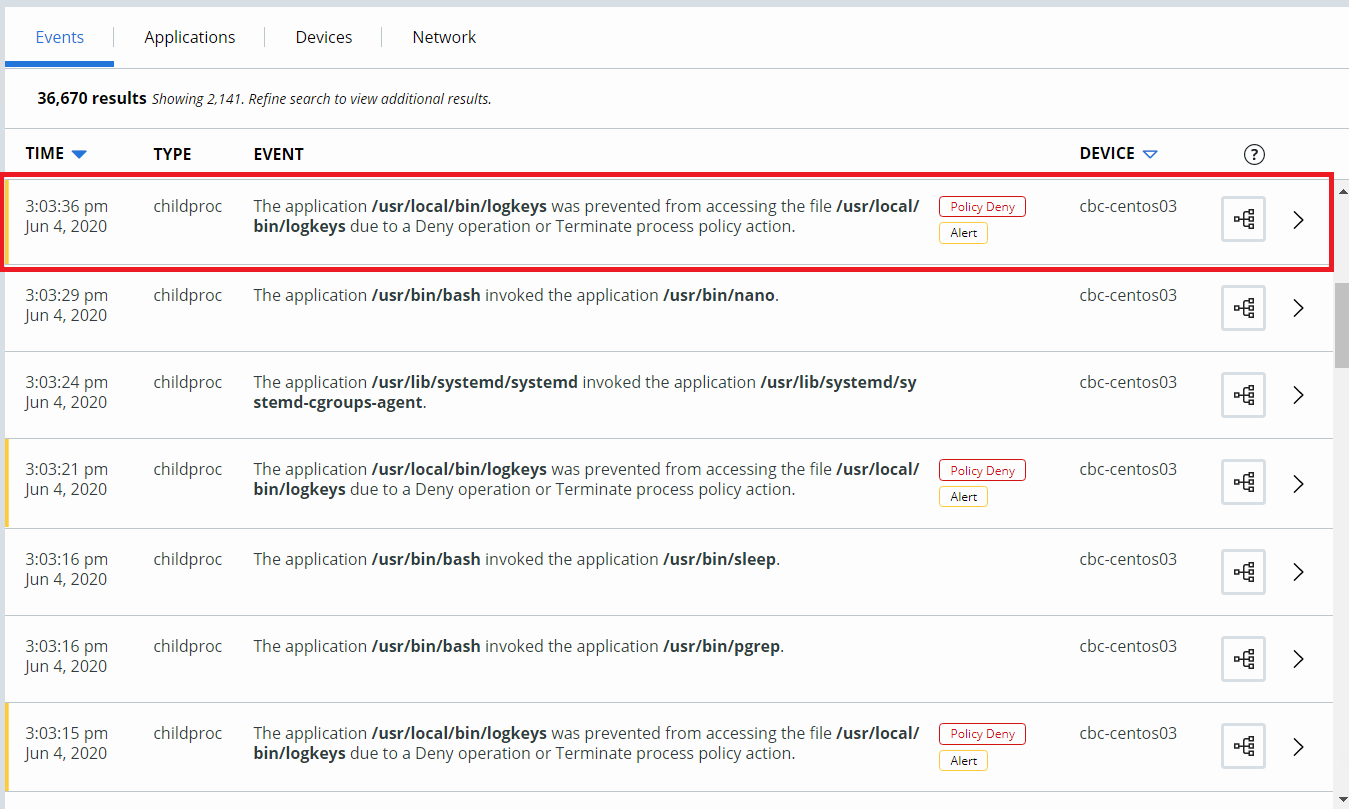 Events Applications Devices Network
36,670 results Showing 2,141. Refine search to view additional results.
TIME TYPE EVENT DEVICE ?
3:03:36 pm childproc The application /usr/local/bin/logkeys was prevented from accessing the file /usr/local/ Policy Deny cbc-centos03
Jun 4, 2020 bin/logkeys due to a Deny operation or Terminate process policy action. Alert
3:03:29 pm childproc The application /usr/bin/bash invoked the application /usr/bin/nano. cbc-centos03
Jun 4, 2020
3:03:24 pm childproc The application /usr/lib/systemd/systemd invoked the application /usr/lib/systemd/sy cbc-centos03
Jun 4, 2020 stemd-cgroups-agent.
3:03:21 pm childproc The application /usr/local/bin/logkeys was prevented from accessing the file /usr/local/ Policy Deny cbc-centos03
Jun 4, 2020 bin/logkeys due to a Deny operation or Terminate process policy action. Alert
3:03:16 pm childproc The application /usr/bin/bash invoked the application /usr/bin/sleep. cbc-centos03
Jun 4, 2020
3:03:16 pm childproc The application /usr/bin/bash invoked the application /usr/bin/pgrep. cbc-centos03
Jun 4, 2020
3:03:15 pm childproc The application /usr/local/bin/logkeys was prevented from accessing the file /usr/local/ Policy Deny cbc-centos03
Jun 4, 2020 bin/logkeys due to a Deny operation or Terminate process policy action. Alert